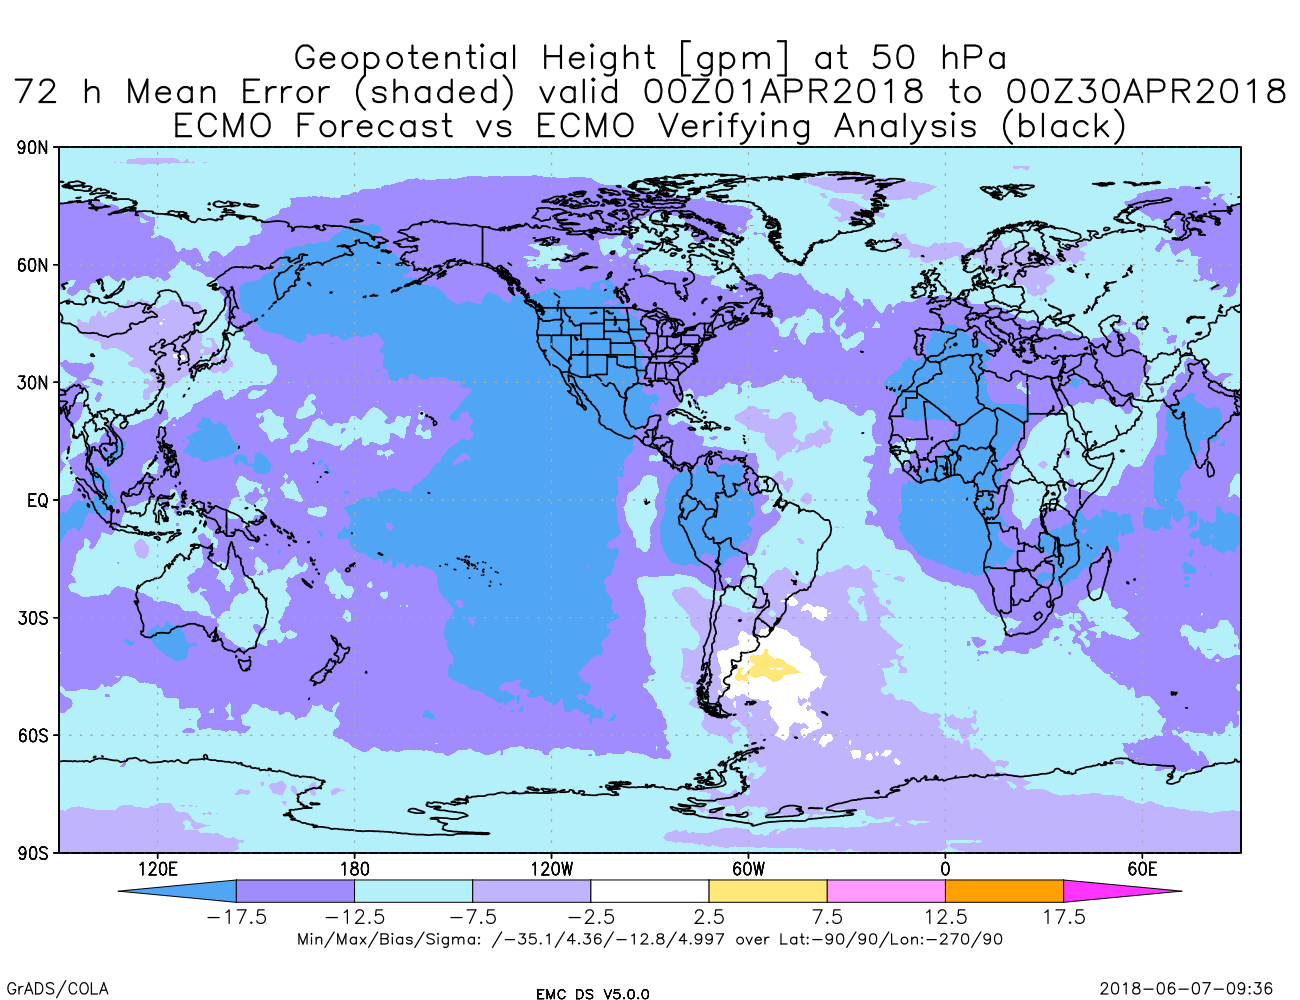 Geopotential Height [gpm] at 50 hPa
72 h Mean Error (shaded) valid 00Z01APR2018 to 00Z30APR2018
ECMO Forecast vs ECMO Verifying Analysis (black)
90N
60N
30N
EQ
30S
60S
90S
120E 180 120W 60W 0 60E
−17.5 −12.5 −7.5 −2.5 2.5 7.5 12.5 17.5
Min/Max/Bias/Sigma: /−35.1/4.36/−12.8/4.997 over Lat:−90/90/Lon:−270/90
GrADS/COLA
EMC DS V5.0.0
2018−06−07−09:36